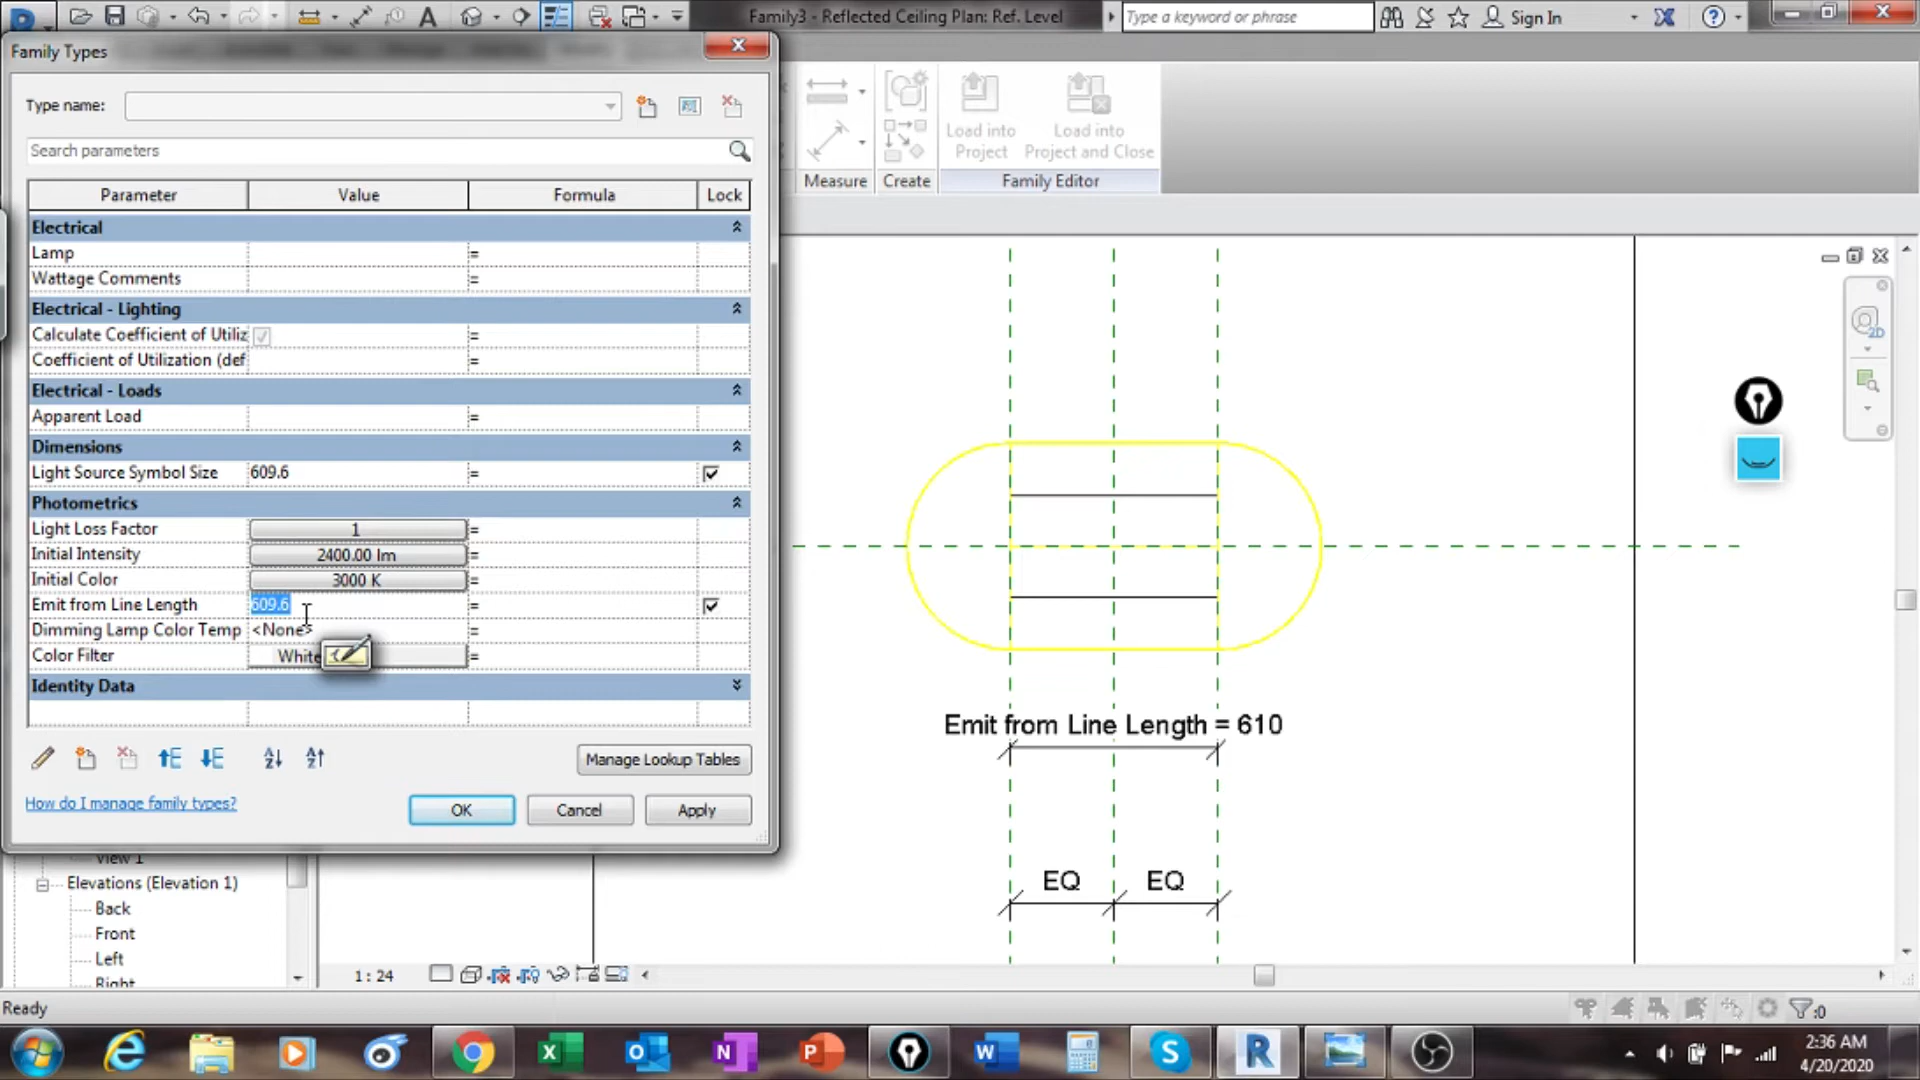 Family3 - Reflected Ceiling Plan: Ref. Level
Type a keyword or phrase
Sign In
Family Types
Type name:
Search parameters
Parameter Value Formula Lock
Electrical
Lamp =
Wattage Comments =
Electrical - Lighting
Calculate Coefficient of Utiliz =
Coefficient of Utilization (def =
Electrical - Loads
Apparent Load =
Dimensions
Light Source Symbol Size 609.6 =
Photometrics
Light Loss Factor 1 =
Initial Intensity 2400.00 lm =
Initial Color 3000 K =
Emit from Line Length 609.6 =
Dimming Lamp Color Temp <None> =
Color Filter White =
Identity Data
Manage Lookup Tables
How do I manage family types?
OK Cancel Apply
Load into Project
Load into Project and Close
Measure Create Family Editor
2D
Emit from Line Length = 610
EQ EQ
View 1
Elevations (Elevation 1)
Back
Front
Left
Right
1 : 24
Ready
:0
2:36 AM
4/20/2020